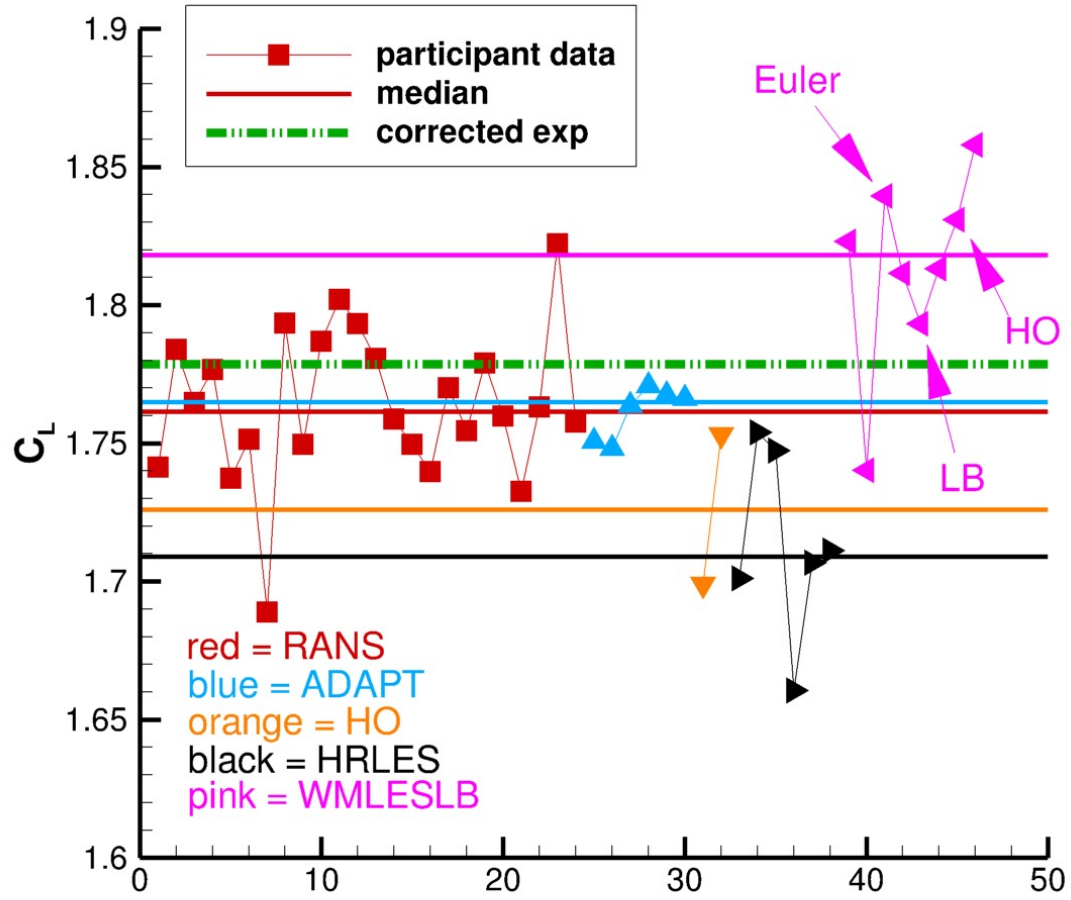 1.9
participant data
median
corrected exp
Euler
1.85
1.8
HO
1.75
C_L
LB
1.7
red = RANS
blue = ADAPT
1.65
orange = HO
black = HRLES
pink = WMLESLB
1.6
0 10 20 30 40 50